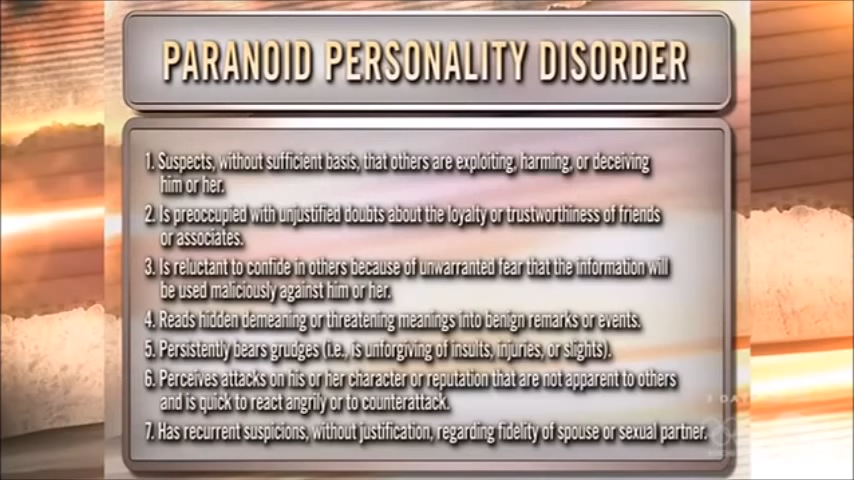 PARANOID PERSONALITY DISORDER
1. Suspects, without sufficient basis, that others are exploiting, harming, or deceiving
him or her.
2. Is preoccupied with unjustified doubts about the loyalty or trustworthiness of friends
or associates.
3. Is reluctant to confide in others because of unwarranted fear that the information will
be used maliciously against him or her.
4. Reads hidden demeaning or threatening meanings into benign remarks or events.
5. Persistently bears grudges (i.e., is unforgiving of insults, injuries, or slights).
6. Perceives attacks on his or her character or reputation that are not apparent to others
and is quick to react angrily or to counterattack.
7. Has recurrent suspicions, without justification, regarding fidelity of spouse or sexual partner.